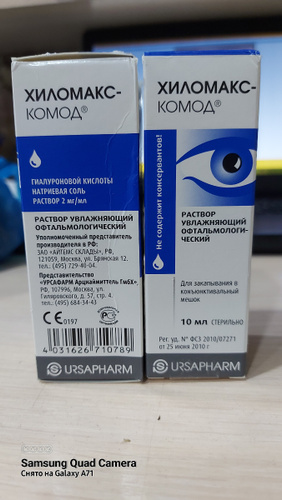 ХИЛОМАКС-
КОМОД®
ГИАЛУРОНОВОЙ КИСЛОТЫ
НАТРИЕВАЯ СОЛЬ
РАСТВОР 2 мг/мл
РАСТВОР УВЛАЖНЯЮЩИЙ
ОФТАЛЬМОЛОГИЧЕСКИЙ
Уполномоченный представитель
производителя в РФ:
ЗАО «АЙТЕМС СКЛАДЫ», РФ,
121059, Москва, ул. Брянская 12.
тел. (495) 729-40-04.
Представительство
«УРСАФАРМ Арцнаймиттель ГмбХ»
РФ, 107996, Москва, ул.
Гиляровского, д. 57, стр. 4.
тел. (495) 684-34-43
CE 0197
4 031626 710789
URSAPHARM
ХИЛОМАКС-
КОМОД®
Не содержит консервантов!
РАСТВОР
УВЛАЖНЯЮЩИЙ
ОФТАЛЬМОЛОГИ-
ЧЕСКИЙ
Для закапывания в
конъюнктивальный
мешок
10 мл СТЕРИЛЬНО
Рег. уд. N° ФСЗ 2010/07271
от 25 июня 2010 г
URSAPHARM
Samsung Quad Camera
Снято на Galaxy A71